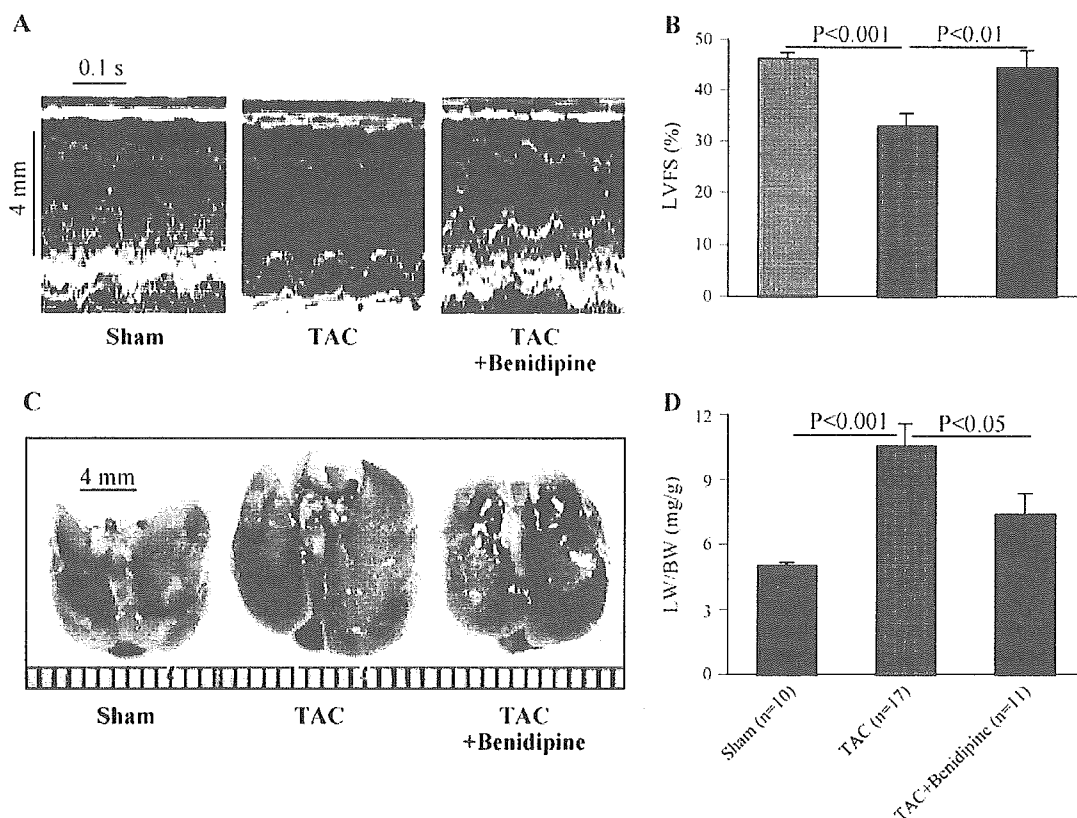 A
0.1 s
4 mm
Sham
TAC
TAC
+Benidipine
B
P<0.001
P<0.01
LVFS (%)
50
40
30
20
10
0
C
4 mm
Sham
TAC
TAC
+Benidipine
D
P<0.001
P<0.05
LW/BW (mg/g)
12
9
6
3
0
Sham (n=10)
TAC (n=17)
TAC+Benidipine (n=11)